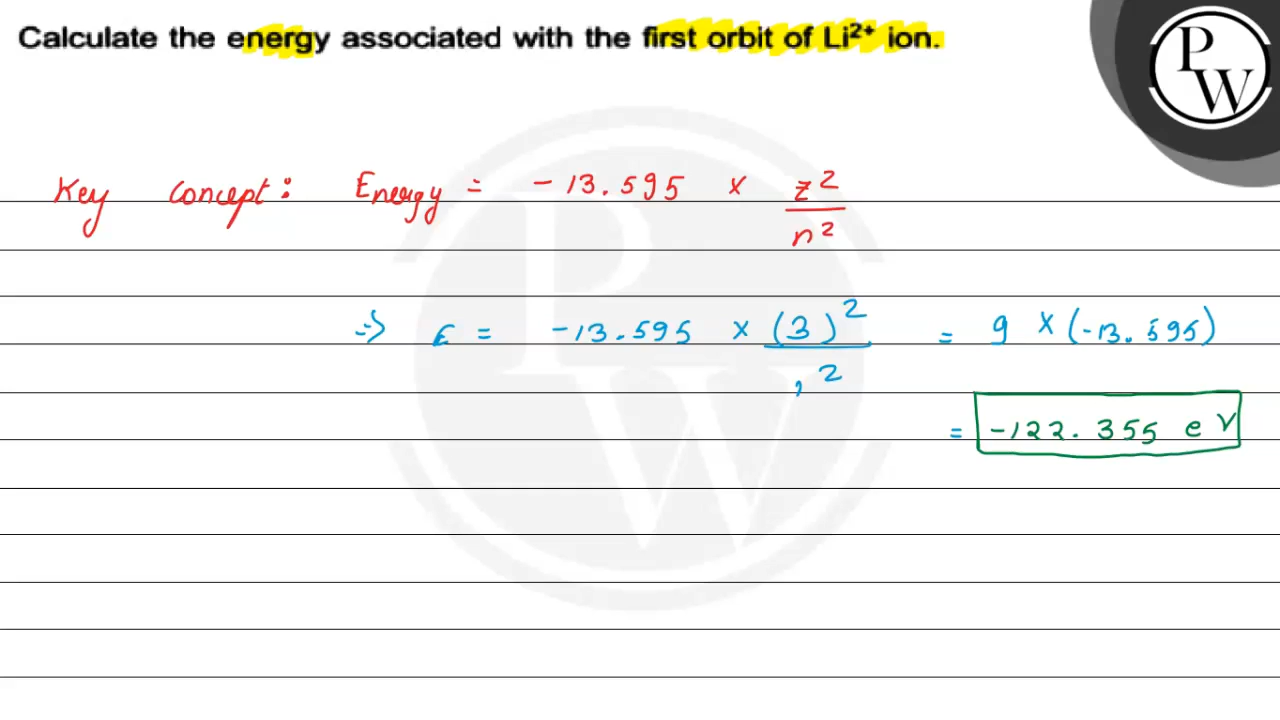 Calculate the energy associated with the first orbit of Li²⁺ ion.
PW
Key concept: Energy = -13.595 × z²/n²
⇒ E = -13.595 × (3)²/1² = 9 × (-13.595)
= -122.355 eV